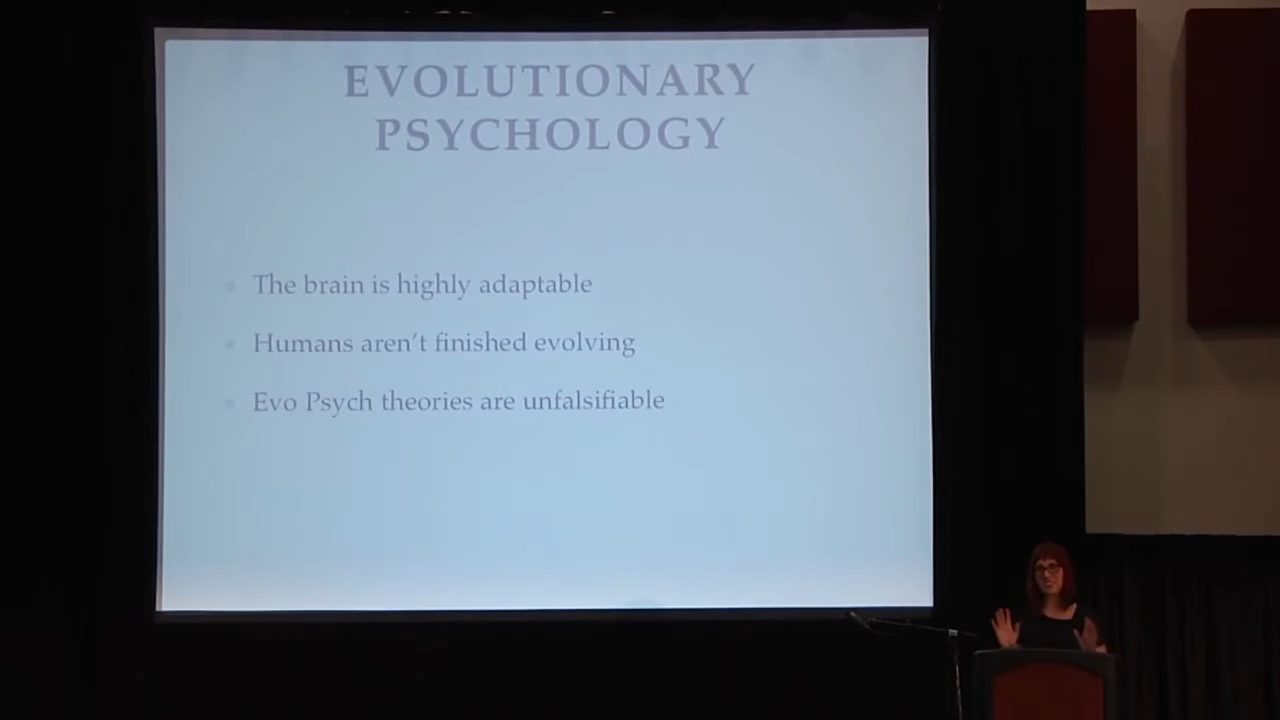 EVOLUTIONARY
PSYCHOLOGY
The brain is highly adaptable
Humans aren't finished evolving
Evo Psych theories are unfalsifiable